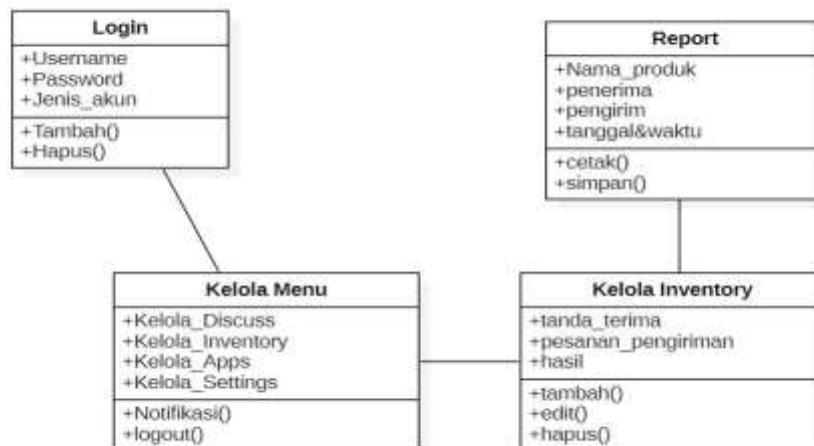 Login
+Username
+Password
+Jenis_akun
+Tambah()
+Hapus()
Report
+Nama_produk
+penerima
+pengirim
+tanggal&waktu
+cetak()
+simpan()
Kelola Menu
+Kelola_Discuss
+Kelola_Inventory
+Kelola_Apps
+Kelola_Settings
+Notifikasi()
+logout()
Kelola Inventory
+tanda_terima
+pesanan_pengiriman
+hasil
+tambah()
+edit()
+hapus()